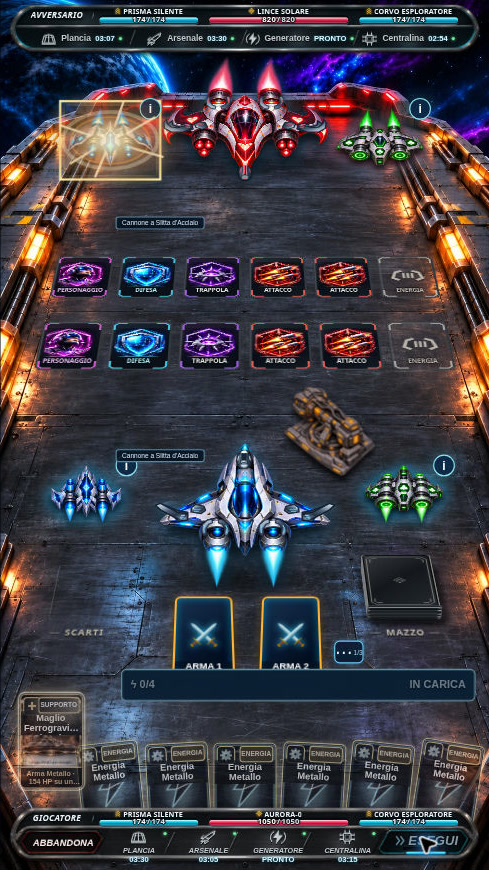 AVVERSARIO
PRISMA SILENTE
LINCE SOLARE
CORVO ESPLORATORE
174/174
820/820
174/174
Plancia 03:07
Arsenale 03:30
Generatore PRONTO
Centralina 02:54
i
i
Cannone a Slitta d'Acciaio
PERSONAGGIO
DIFESA
TRAPPOLA
ATTACCO
ATTACCO
ENERGIA
PERSONAGGIO
DIFESA
TRAPPOLA
ATTACCO
ATTACCO
ENERGIA
Cannone a Slitta d'Acciaio
i
i
SCARTI
MAZZO
ARMA 1
ARMA 2
1/3
0/4
IN CARICA
SUPPORTO
Maglio
Ferrogravi...
Arma Metallo -
154 HP su un...
ENERGIA
Energia
Metallo
ENERGIA
Energia
Metallo
ENERGIA
Energia
Metallo
ENERGIA
Energia
Metallo
ENERGIA
Energia
Metallo
ENERGIA
Energia
Metallo
GIOCATORE
PRISMA SILENTE
AURORA-0
CORVO ESPLORATORE
174/174
1050/1050
174/174
ABBANDONA
PLANCIA
03:30
ARSENALE
03:05
GENERATORE
PRONTO
CENTRALINA
03:15
ESEGUI